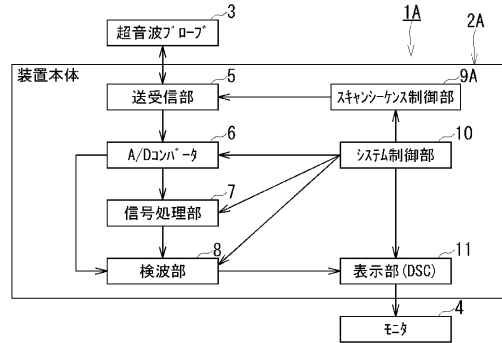 超音波ﾌﾟﾛｰﾌﾞ 3
1A
2A
装置本体
送受信部 5
ｽｷｬﾝｼｰｹﾝｽ制御部 9A
A/Dｺﾝﾊﾞｰﾀ 6
ｼｽﾃﾑ制御部 10
信号処理部 7
検波部 8
表示部(DSC) 11
ﾓﾆﾀ 4